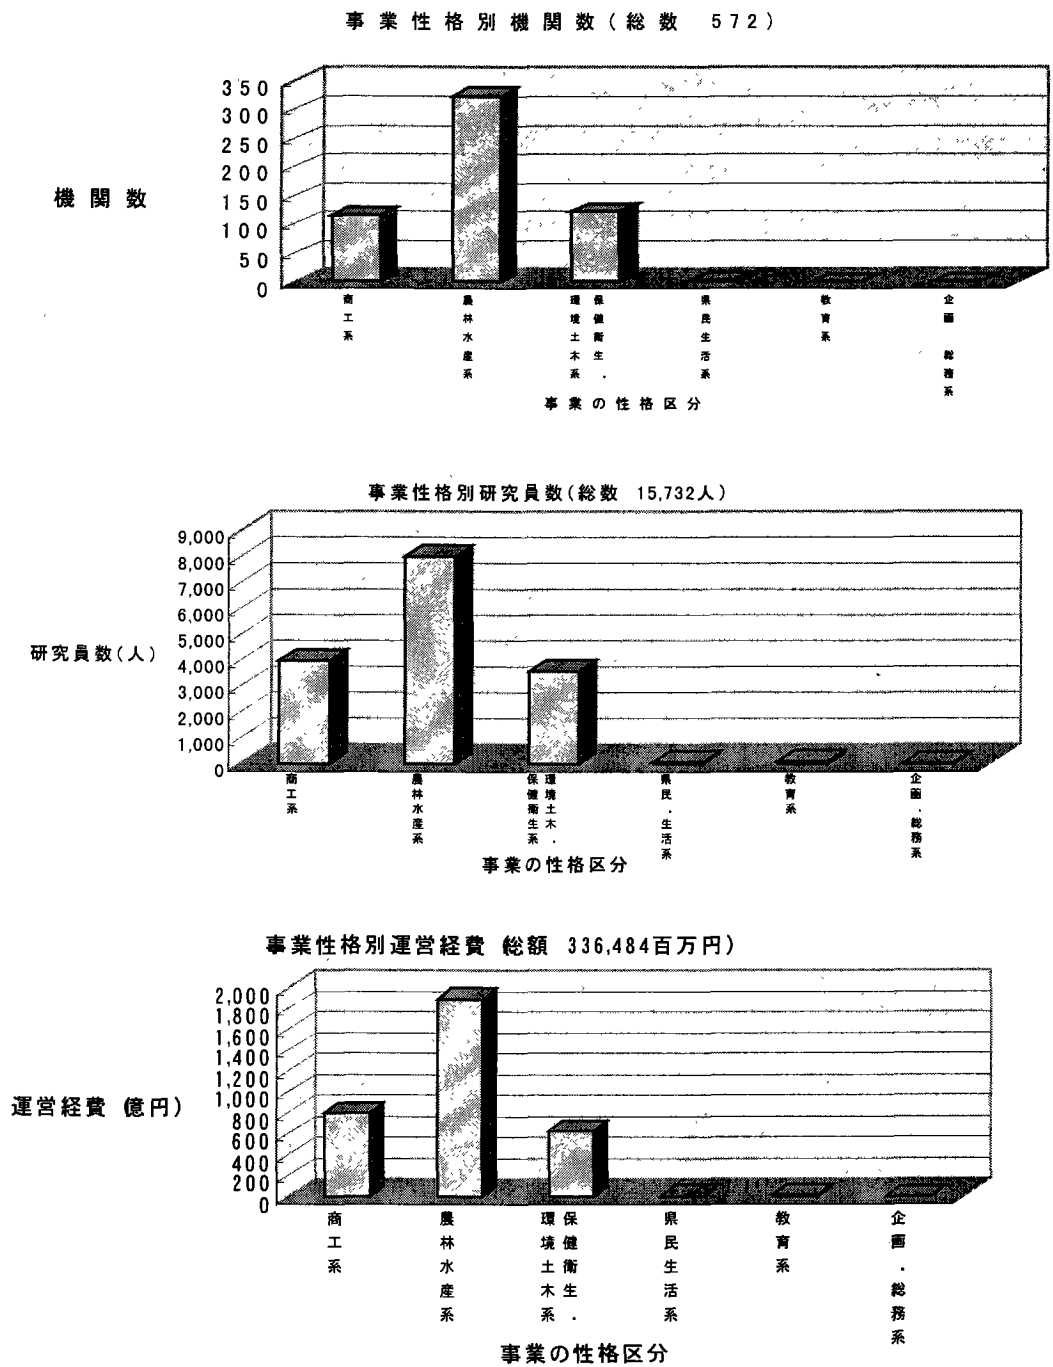 事業性格別機関数(総数 572)
350
300
250
200
150
100
50
0
機関数
商工系
農林水産系
保健衛生・
環境土木系
県民生活系
教育系
企画 総務系
事業の性格区分
事業性格別研究員数(総数 15,732人)
9,000
8,000
7,000
6,000
5,000
4,000
3,000
2,000
1,000
0
研究員数(人)
商工系
農林水産系
環境土木・
保健衛生系
県民・生活系
教育系
企画・総務系
事業の性格区分
事業性格別運営経費 (総額 336,484百万円)
2,000
1,800
1,600
1,400
1,200
1,000
800
600
400
200
0
運営経費 (億円)
商工系
農林水産系
保健衛生・
環境土木系
県民生活系
教育系
企画・総務系
事業の性格区分